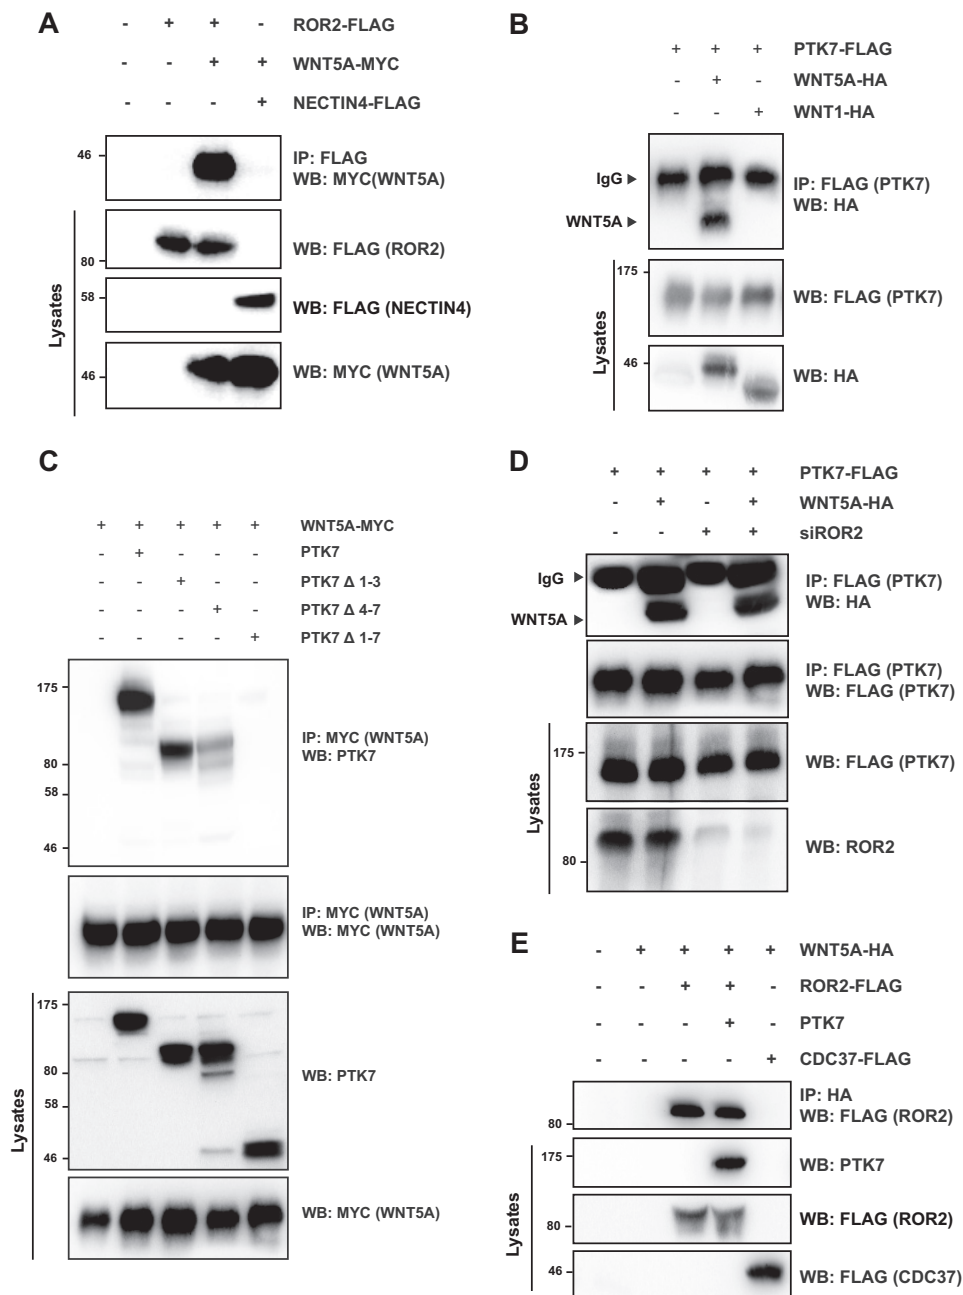 A
- + + - ROR2-FLAG
- - + + WNT5A-MYC
- - - + NECTIN4-FLAG
46
IP: FLAG
WB: MYC(WNT5A)
WB: FLAG (ROR2)
80
58
WB: FLAG (NECTIN4)
46
WB: MYC (WNT5A)
Lysates
B
+ + + PTK7-FLAG
- + - WNT5A-HA
- - + WNT1-HA
IgG
WNT5A
IP: FLAG (PTK7)
WB: HA
175
WB: FLAG (PTK7)
46
WB: HA
Lysates
C
+ + + + + WNT5A-MYC
- + - - - PTK7
- - + - - PTK7 Δ 1-3
- - - + - PTK7 Δ 4-7
- - - - + PTK7 Δ 1-7
175
80
58
46
IP: MYC (WNT5A)
WB: PTK7
IP: MYC (WNT5A)
WB: MYC (WNT5A)
175
80
58
46
WB: PTK7
WB: MYC (WNT5A)
Lysates
D
+ + + + PTK7-FLAG
- + - + WNT5A-HA
- - + + siROR2
IgG
WNT5A
IP: FLAG (PTK7)
WB: HA
IP: FLAG (PTK7)
WB: FLAG (PTK7)
175
WB: FLAG (PTK7)
80
WB: ROR2
Lysates
E
- + + + + WNT5A-HA
- - + + - ROR2-FLAG
- - - + - PTK7
- - - - + CDC37-FLAG
80
IP: HA
WB: FLAG (ROR2)
175
WB: PTK7
80
WB: FLAG (ROR2)
46
WB: FLAG (CDC37)
Lysates